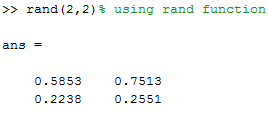 >> rand(2,2)% using rand function
ans =
0.5853 0.7513
0.2238 0.2551